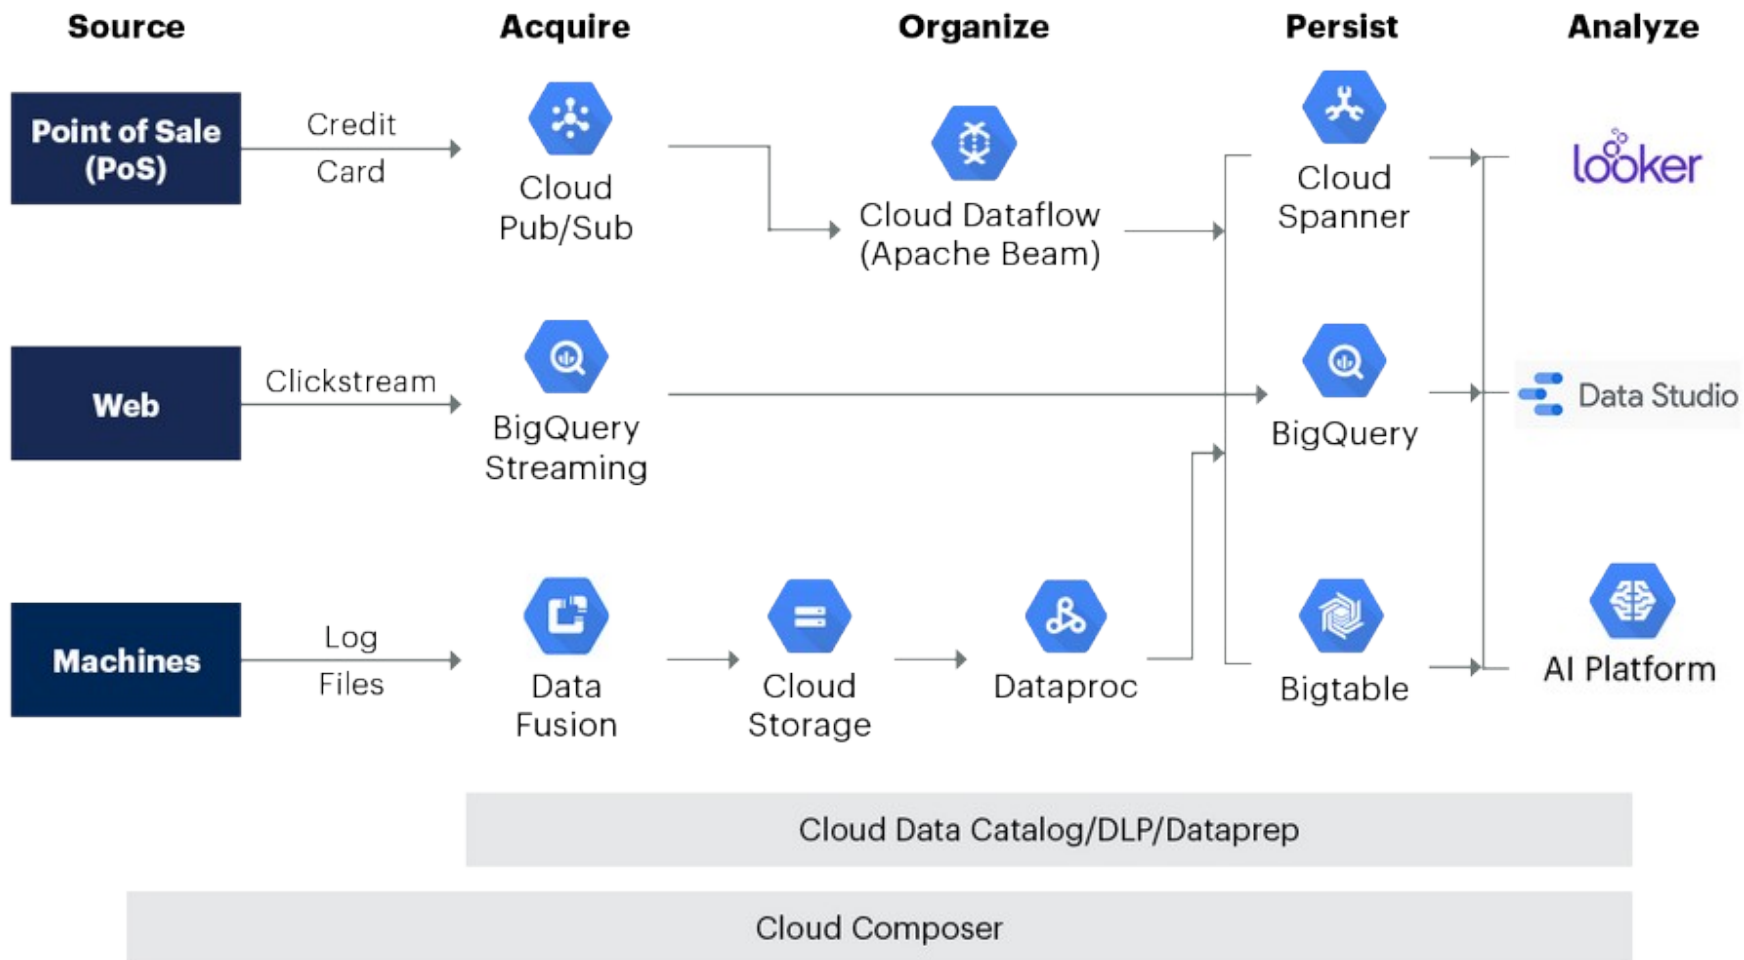 Source
Acquire
Organize
Persist
Analyze
Point of Sale
(PoS)
Credit
Card
Cloud
Pub/Sub
Cloud Dataflow
(Apache Beam)
Cloud
Spanner
looker
Web
Clickstream
BigQuery
Streaming
BigQuery
Data Studio
Machines
Log
Files
Data
Fusion
Cloud
Storage
Dataproc
Bigtable
AI Platform
Cloud Data Catalog/DLP/Dataprep
Cloud Composer